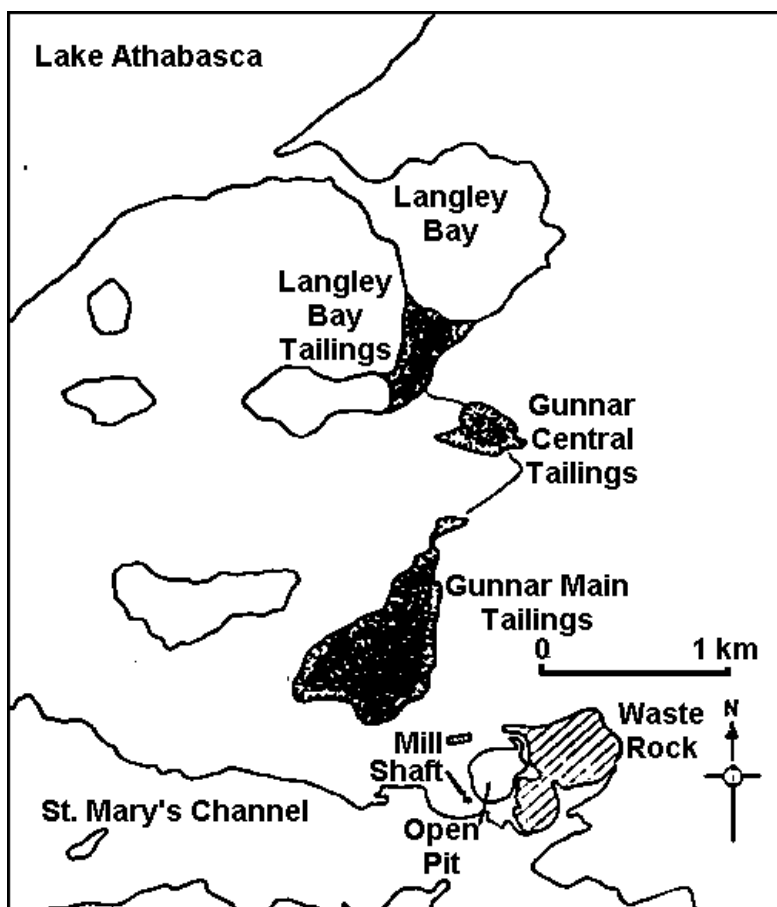 Lake Athabasca
Langley
Bay
Langley
Bay
Tailings
Gunnar
Central
Tailings
Gunnar Main
Tailings
0 1 km
Waste
Rock
N
Mill
Shaft
St. Mary's Channel
Open
Pit